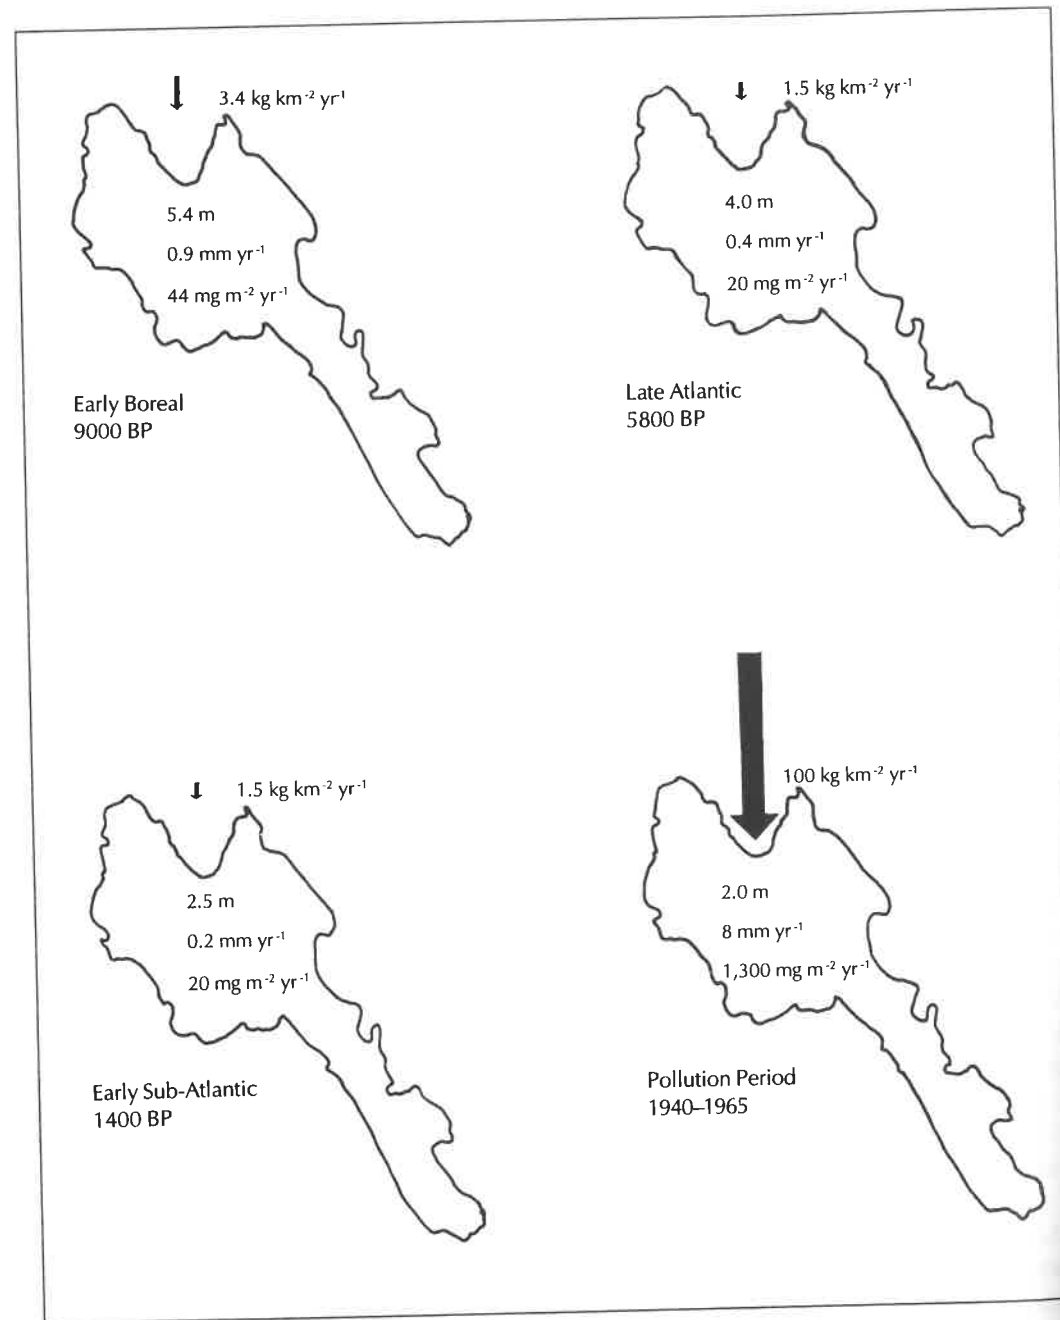 3.4 kg km⁻² yr¹
5.4 m
0.9 mm yr⁻¹
44 mg m⁻² yr⁻¹
Early Boreal
9000 BP
1.5 kg km⁻² yr⁻¹
4.0 m
0.4 mm yr⁻¹
20 mg m⁻² yr⁻¹
Late Atlantic
5800 BP
1.5 kg km⁻² yr⁻¹
2.5 m
0.2 mm yr⁻¹
20 mg m⁻² yr⁻¹
Early Sub-Atlantic
1400 BP
100 kg km⁻² yr⁻¹
2.0 m
8 mm yr⁻¹
1,300 mg m⁻² yr⁻¹
Pollution Period
1940–1965